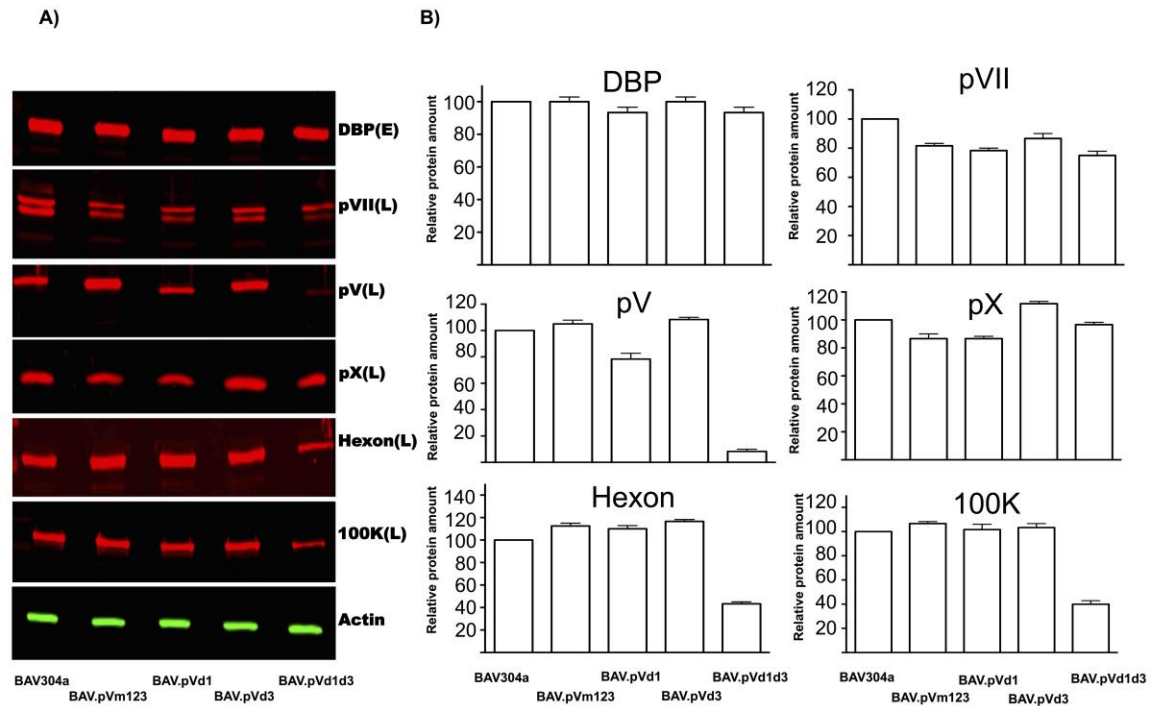 A)
B)
DBP(E)
pVII(L)
pV(L)
pX(L)
Hexon(L)
100K(L)
Actin
BAV304a
BAV.pVm123
BAV.pVd1
BAV.pVd3
BAV.pVd1d3
DBP
Relative protein amount
100
80
60
40
20
pVII
Relative protein amount
120
100
80
60
40
20
pV
Relative protein amount
120
100
80
60
40
20
pX
Relative protein amount
120
100
80
60
40
20
Hexon
Relative protein amount
140
120
100
80
60
40
20
100K
Relative protein amount
120
100
80
60
40
20
BAV304a
BAV.pVm123
BAV.pVd1
BAV.pVd3
BAV.pVd1d3
BAV304a
BAV.pVm123
BAV.pVd1
BAV.pVd3
BAV.pVd1d3